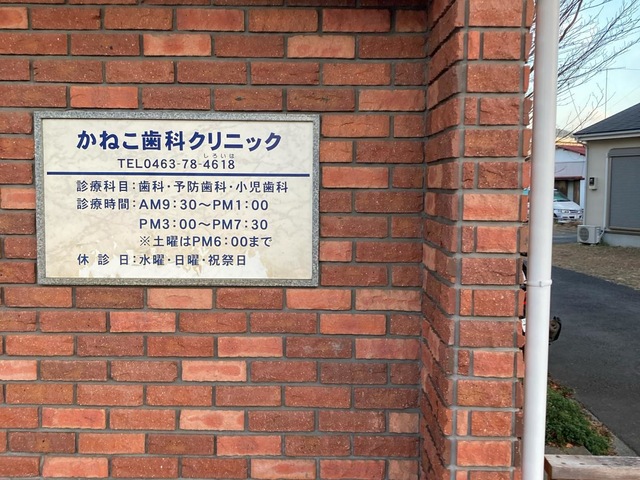 かねこ歯科クリニック
しろいは
TEL0463-78-4618
診療科目：歯科・予防歯科・小児歯科
診療時間：AM9：30〜PM1：00
PM3：00〜PM7：30
※土曜はPM6：00まで
休診日：水曜・日曜・祝祭日